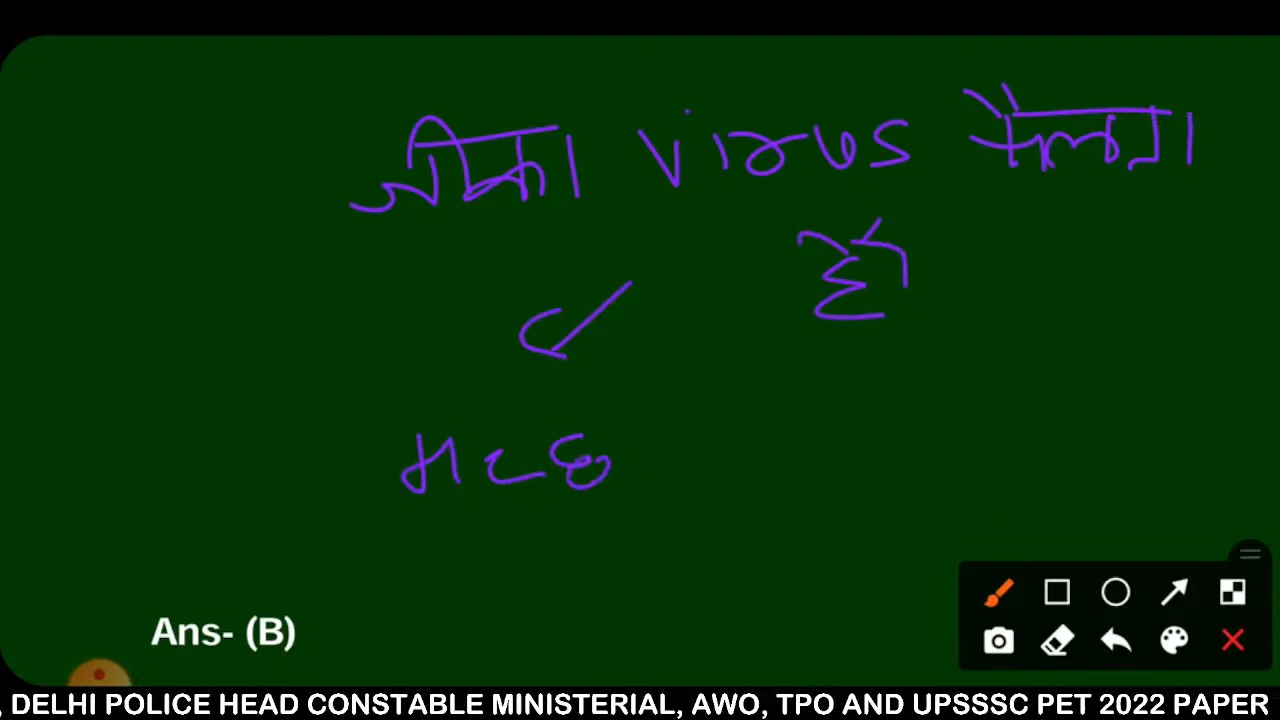 जीका virus फैला
है
Ans- (B)
, DELHI POLICE HEAD CONSTABLE MINISTERIAL, AWO, TPO AND UPSSSC PET 2022 PAPER